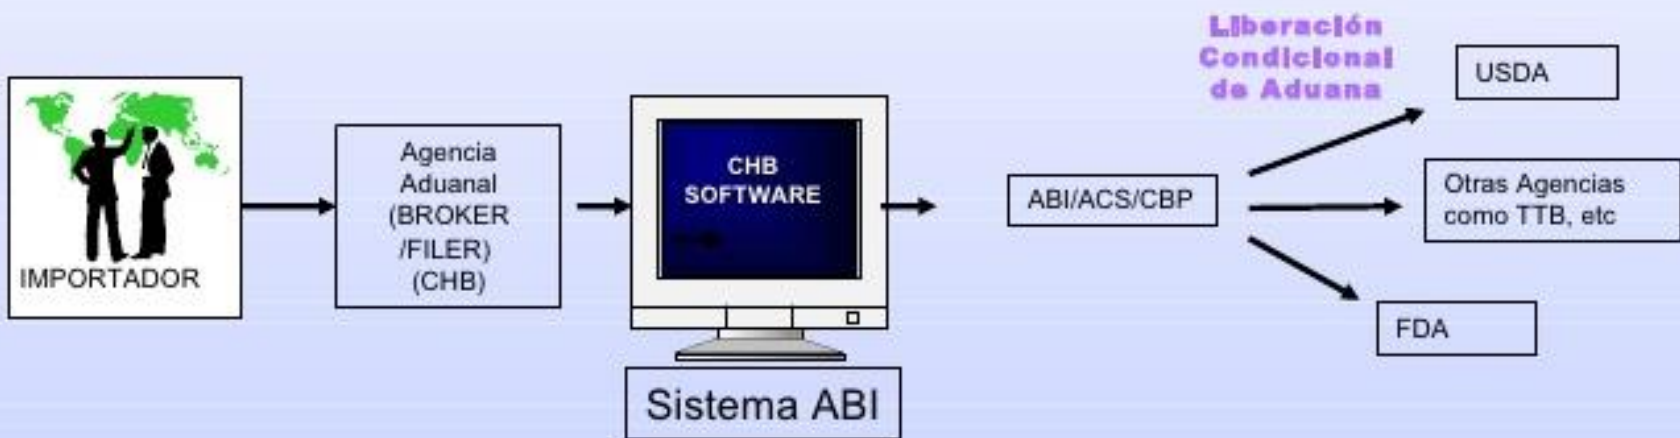 IMPORTADOR
Agencia
Aduanal
(BROKER
/FILER)
(CHB)
CHB
SOFTWARE
Sistema ABI
ABI/ACS/CBP
Liberación
Condicional
de Aduana
USDA
Otras Agencias
como TTB, etc
FDA